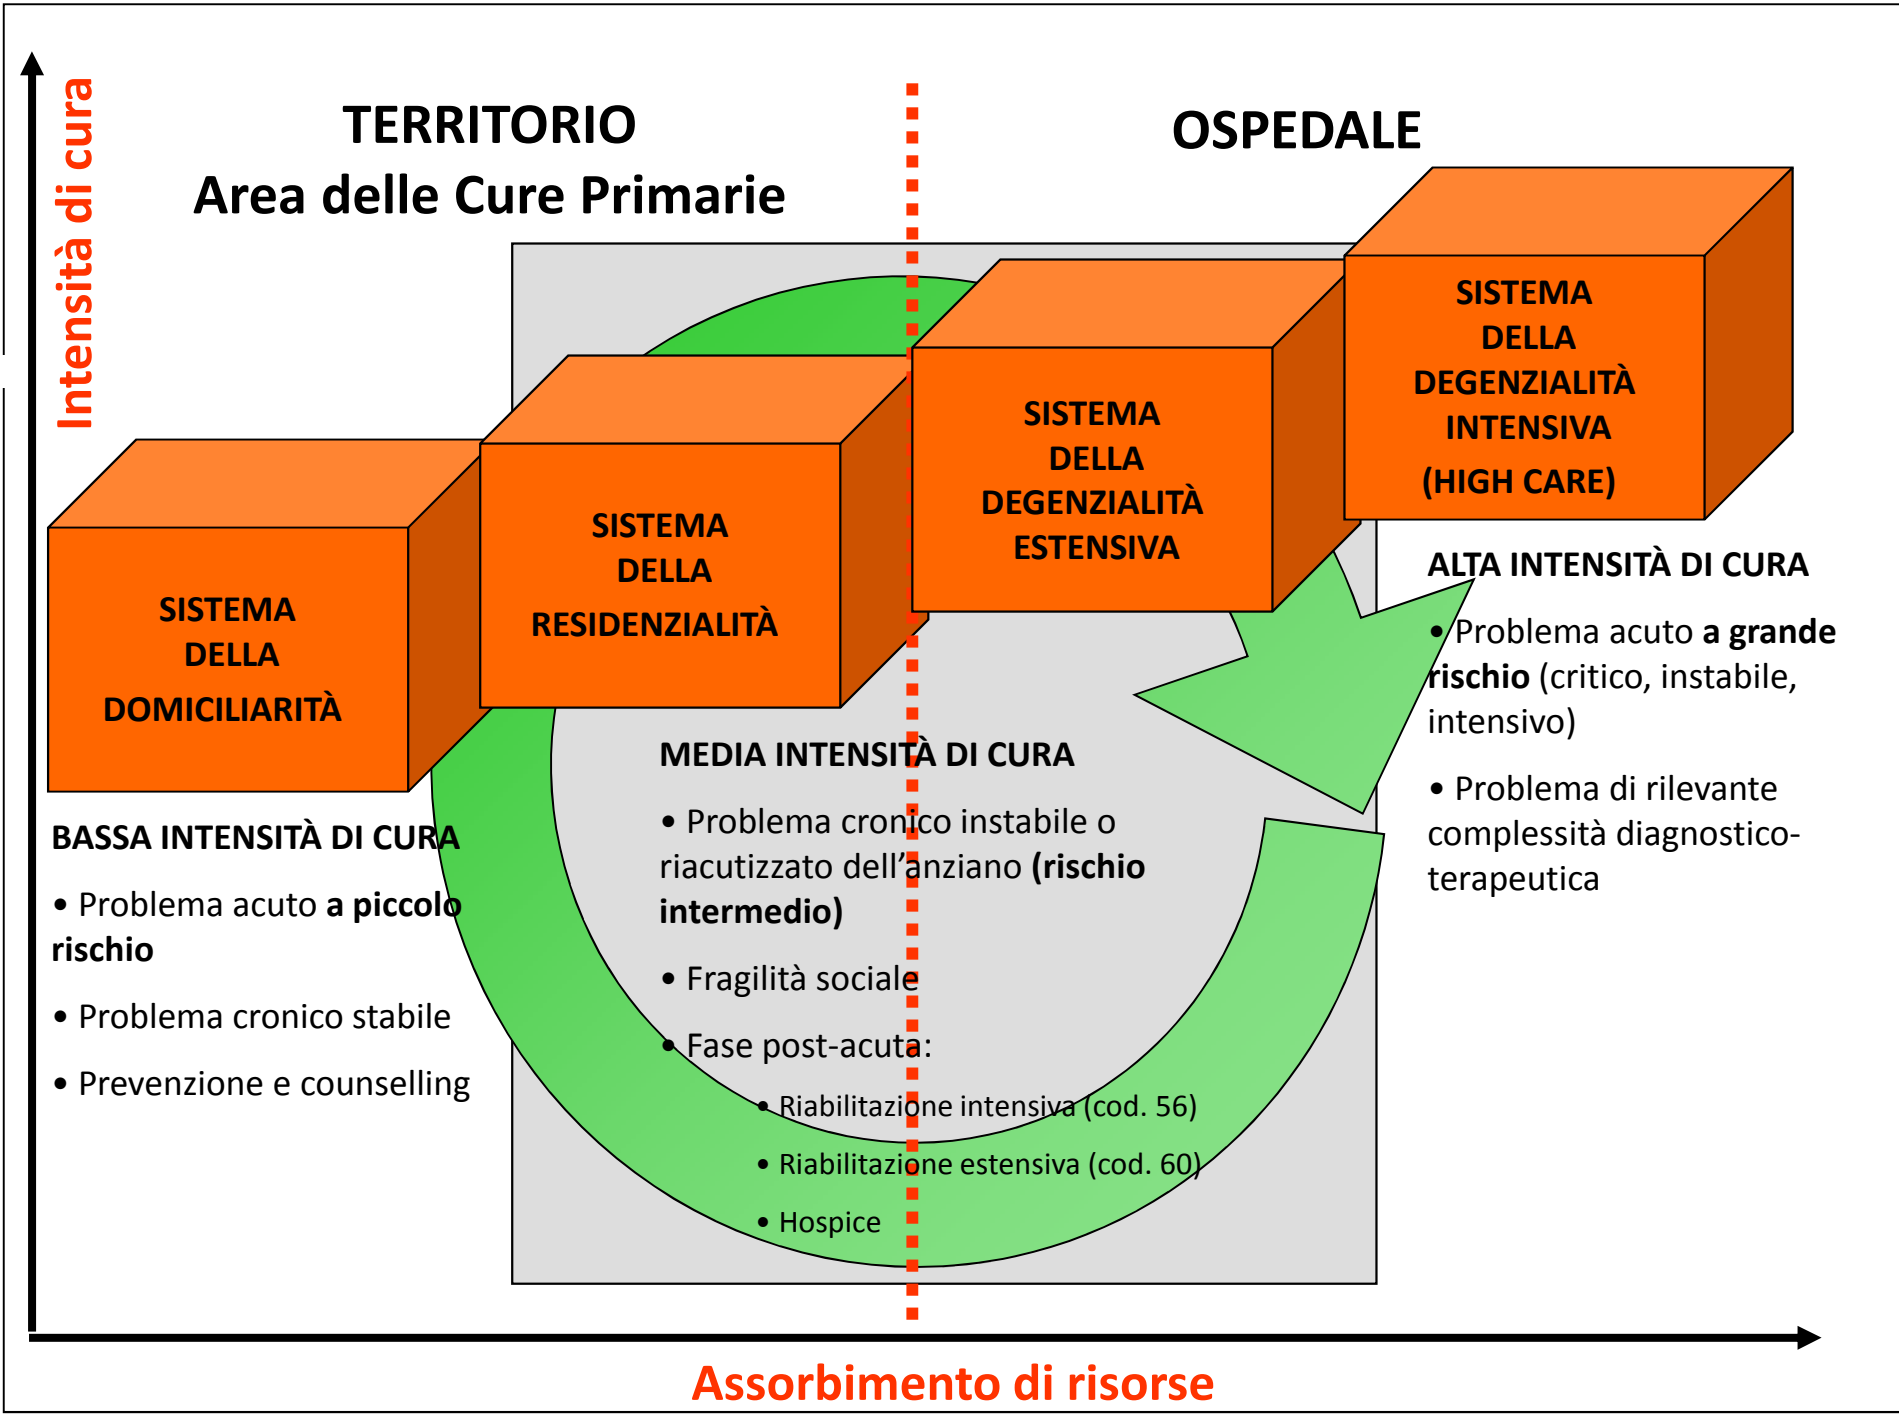 Intensità di cura
TERRITORIO
Area delle Cure Primarie
OSPEDALE
SISTEMA
DELLA
DOMICILIARITÀ
SISTEMA
DELLA
RESIDENZIALITÀ
SISTEMA
DELLA
DEGENZIALITÀ
ESTENSIVA
SISTEMA
DELLA
DEGENZIALITÀ
INTENSIVA
(HIGH CARE)
BASSA INTENSITÀ DI CURA
• Problema acuto a piccolo
rischio
• Problema cronico stabile
• Prevenzione e counselling
MEDIA INTENSITÀ DI CURA
• Problema cronico instabile o
riacutizzato dell’anziano (rischio
intermedio)
• Fragilità sociale
• Fase post-acuta:
• Riabilitazione intensiva (cod. 56)
• Riabilitazione estensiva (cod. 60)
• Hospice
ALTA INTENSITÀ DI CURA
• Problema acuto a grande
rischio (critico, instabile,
intensivo)
• Problema di rilevante
complessità diagnostico-
terapeutica
Assorbimento di risorse